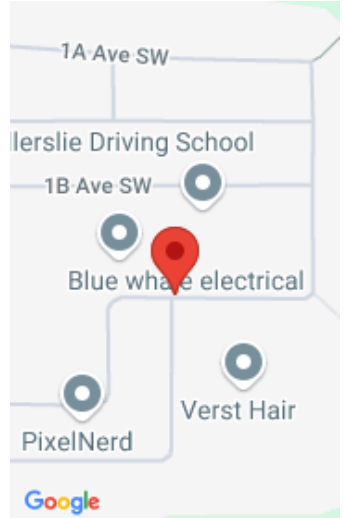 1A Ave SW
llerslie Driving School
1B Ave SW
Blue whale electrical
Verst Hair
PixelNerd
Google